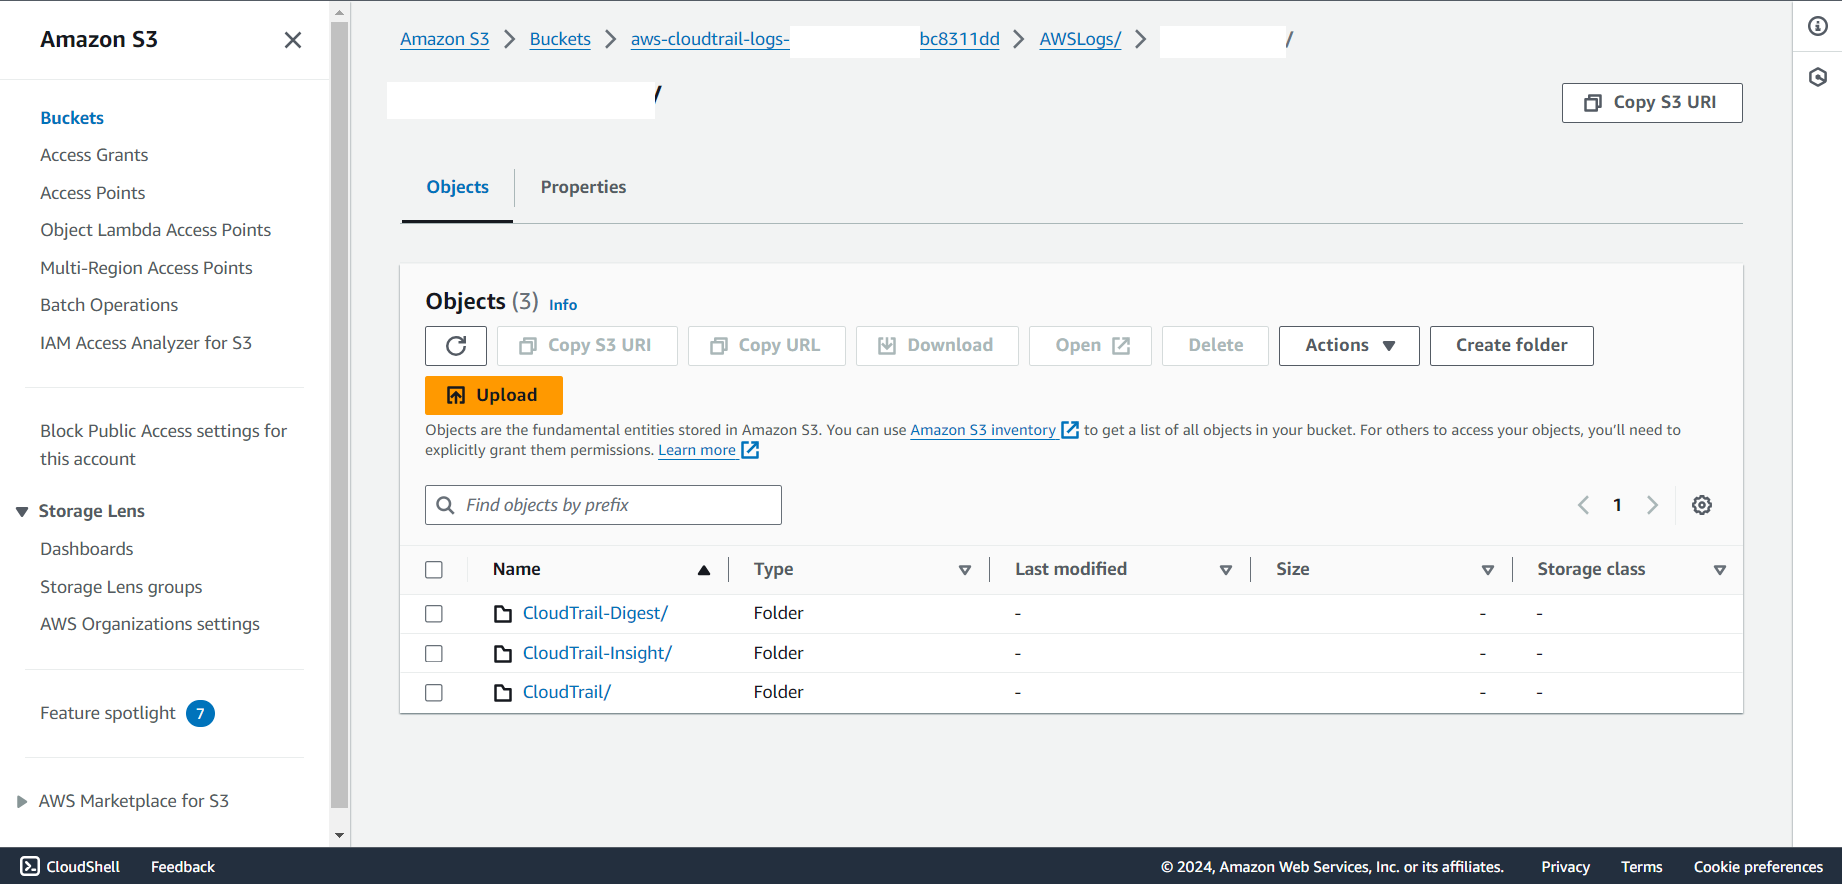 Amazon S3
Buckets
Access Grants
Access Points
Object Lambda Access Points
Multi-Region Access Points
Batch Operations
IAM Access Analyzer for S3
Block Public Access settings for
this account
Storage Lens
Dashboards
Storage Lens groups
AWS Organizations settings
Feature spotlight 7
AWS Marketplace for S3
Amazon S3 Buckets aws-cloudtrail-logs- bc8311dd AWSLogs/ /
/
Copy S3 URI
Objects Properties
Objects (3) Info
Copy S3 URI Copy URL Download Open Delete Actions Create folder
Upload
Objects are the fundamental entities stored in Amazon S3. You can use Amazon S3 inventory to get a list of all objects in your bucket. For others to access your objects, you’ll need to
explicitly grant them permissions. Learn more
Find objects by prefix
1
Name Type Last modified Size Storage class
CloudTrail-Digest/ Folder - - -
CloudTrail-Insight/ Folder - - -
CloudTrail/ Folder - - -
CloudShell Feedback © 2024, Amazon Web Services, Inc. or its affiliates. Privacy Terms Cookie preferences